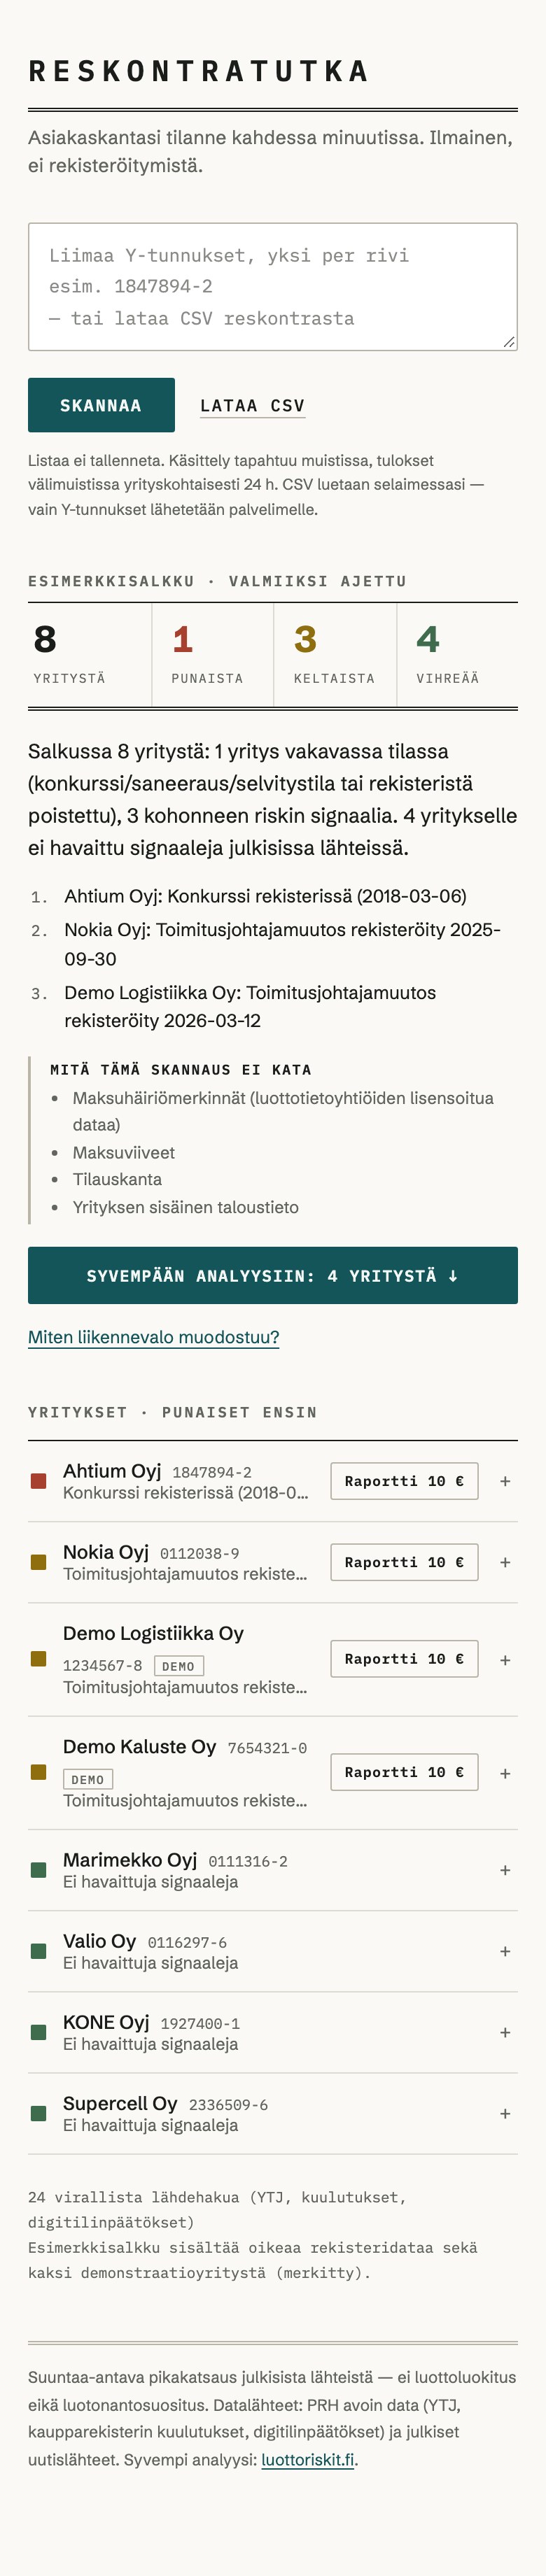 RESKONTRATUTKA
Asiakaskantasi tilanne kahdessa minuutissa. Ilmainen,
ei rekisteröitymistä.
Liimaa Y-tunnukset, yksi per rivi
esim. 1847894-2
— tai lataa CSV reskontrasta
SKANNAA LATAA CSV
Listaa ei tallenneta. Käsittely tapahtuu muistissa, tulokset
välimuistissa yrityskohtaisesti 24 h. CSV luetaan selaimessasi —
vain Y-tunnukset lähetetään palvelimelle.
ESIMERKKISALKKU · VALMIIKSI AJETTU
8 1 3 4
YRITYSTÄ PUNAISTA KELTAISTA VIHREÄÄ
Salkussa 8 yritystä: 1 yritys vakavassa tilassa
(konkurssi/saneeraus/selvitystila tai rekisteristä
poistettu), 3 kohonneen riskin signaalia. 4 yritykselle
ei havaittu signaaleja julkisissa lähteissä.
1. Ahtium Oyj: Konkurssi rekisterissä (2018-03-06)
2. Nokia Oyj: Toimitusjohtajamuutos rekisteröity 2025-
09-30
3. Demo Logistiikka Oy: Toimitusjohtajamuutos
rekisteröity 2026-03-12
MITÄ TÄMÄ SKANNAUS EI KATA
• Maksuhäiriömerkinnät (luottotietoyhtiöiden lisensoitua
dataa)
• Maksuviiveet
• Tilauskanta
• Yrityksen sisäinen taloustieto
SYVEMPÄÄN ANALYYSIIN: 4 YRITYSTÄ ↓
Miten liikennevalo muodostuu?
YRITYKSET · PUNAISET ENSIN
Ahtium Oyj 1847894-2
Konkurssi rekisterissä (2018-0...
Raportti 10 € +
Nokia Oyj 0112038-9
Toimitusjohtajamuutos rekiste...
Raportti 10 € +
Demo Logistiikka Oy
1234567-8 DEMO
Toimitusjohtajamuutos rekiste...
Raportti 10 € +
Demo Kaluste Oy 7654321-0
DEMO
Toimitusjohtajamuutos rekiste...
Raportti 10 € +
Marimekko Oyj 0111316-2
Ei havaittuja signaaleja
+
Valio Oy 0116297-6
Ei havaittuja signaaleja
+
KONE Oyj 1927400-1
Ei havaittuja signaaleja
+
Supercell Oy 2336509-6
Ei havaittuja signaaleja
+
24 virallista lähdehakua (YTJ, kuulutukset,
digitilinpäätökset)
Esimerkkisalkku sisältää oikeaa rekisteridataa sekä
kaksi demonstraatioyritystä (merkitty).
Suuntaa-antava pikakatsaus julkisista lähteistä — ei luottoluokitus
eikä luotonantosuositus. Datalähteet: PRH avoin data (YTJ,
kaupparekisterin kuulutukset, digitilinpäätökset) ja julkiset
uutislähteet. Syvempi analyysi: luottoriskit.fi.